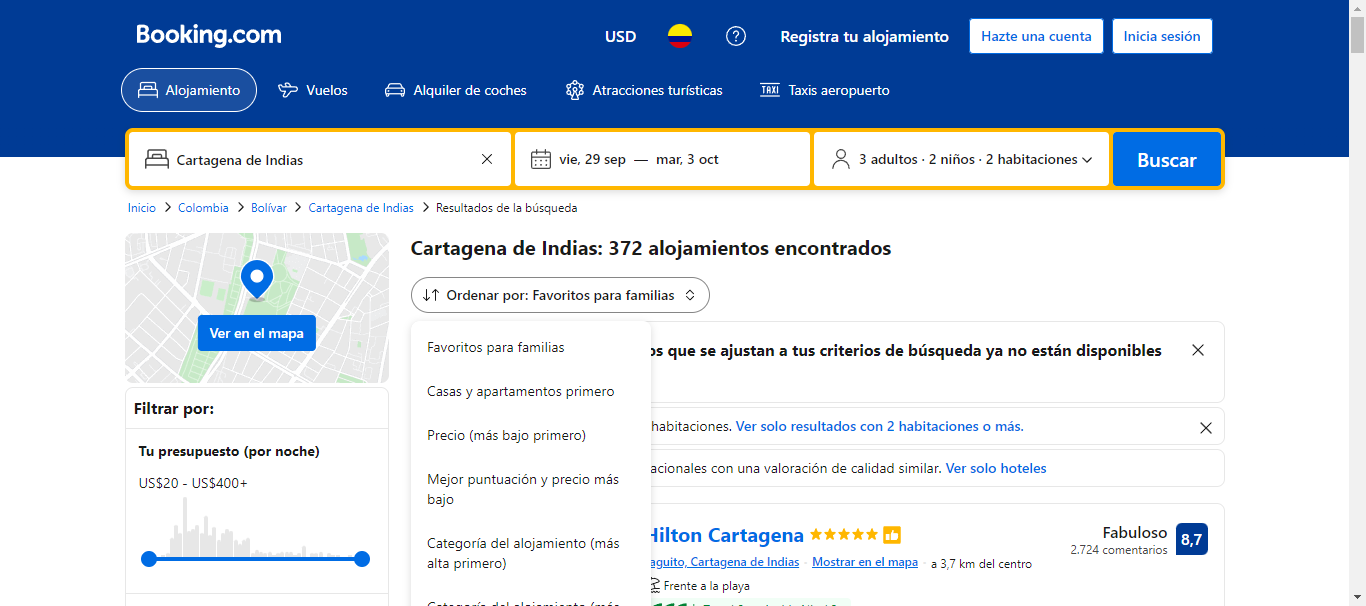 Booking.com
USD
Registra tu alojamiento
Hazte una cuenta
Inicia sesión
Alojamiento
Vuelos
Alquiler de coches
Atracciones turísticas
TAXI
Taxis aeropuerto
Cartagena de Indias
vie, 29 sep — mar, 3 oct
3 adultos · 2 niños · 2 habitaciones
Buscar
Inicio > Colombia > Bolívar > Cartagena de Indias > Resultados de la búsqueda
Ver en el mapa
Filtrar por:
Tu presupuesto (por noche)
US$20 - US$400+
Cartagena de Indias: 372 alojamientos encontrados
Ordenar por: Favoritos para familias
Favoritos para familias
Casas y apartamentos primero
Precio (más bajo primero)
Mejor puntuación y precio más
bajo
Categoría del alojamiento (más
alta primero)
que se ajustan a tus criterios de búsqueda ya no están disponibles
habitaciones. Ver solo resultados con 2 habitaciones o más.
acionales con una valoración de calidad similar. Ver solo hoteles
Hilton Cartagena
Fabuloso
8,7
2.724 comentarios
aguito, Cartagena de Indias · Mostrar en el mapa · a 3,7 km del centro
Frente a la playa